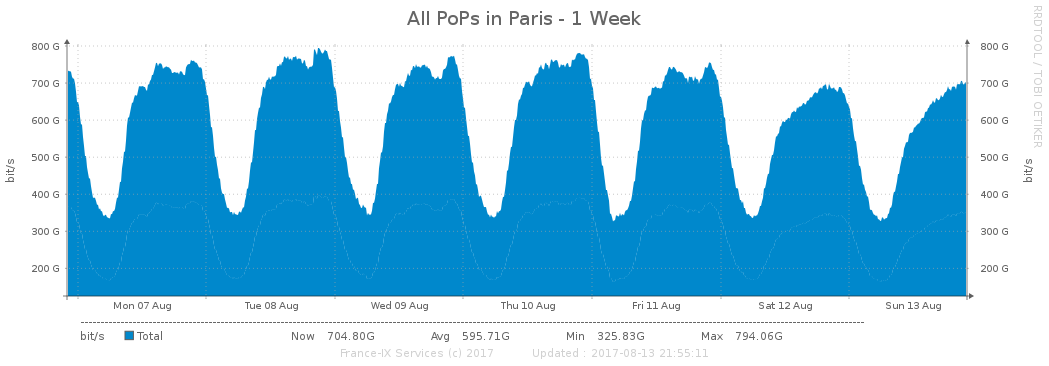 All PoPs in Paris - 1 Week
RRDTOOL / TOBI OETIKER
800 G 800 G
700 G 700 G
600 G 600 G
500 G 500 G
400 G 400 G
300 G 300 G
200 G 200 G
bit/s bit/s
Mon 07 Aug Tue 08 Aug Wed 09 Aug Thu 10 Aug Fri 11 Aug Sat 12 Aug Sun 13 Aug
bit/s Total Now 704.80G Avg 595.71G Min 325.83G Max 794.06G
France-IX Services (c) 2017 Updated : 2017-08-13 21:55:11